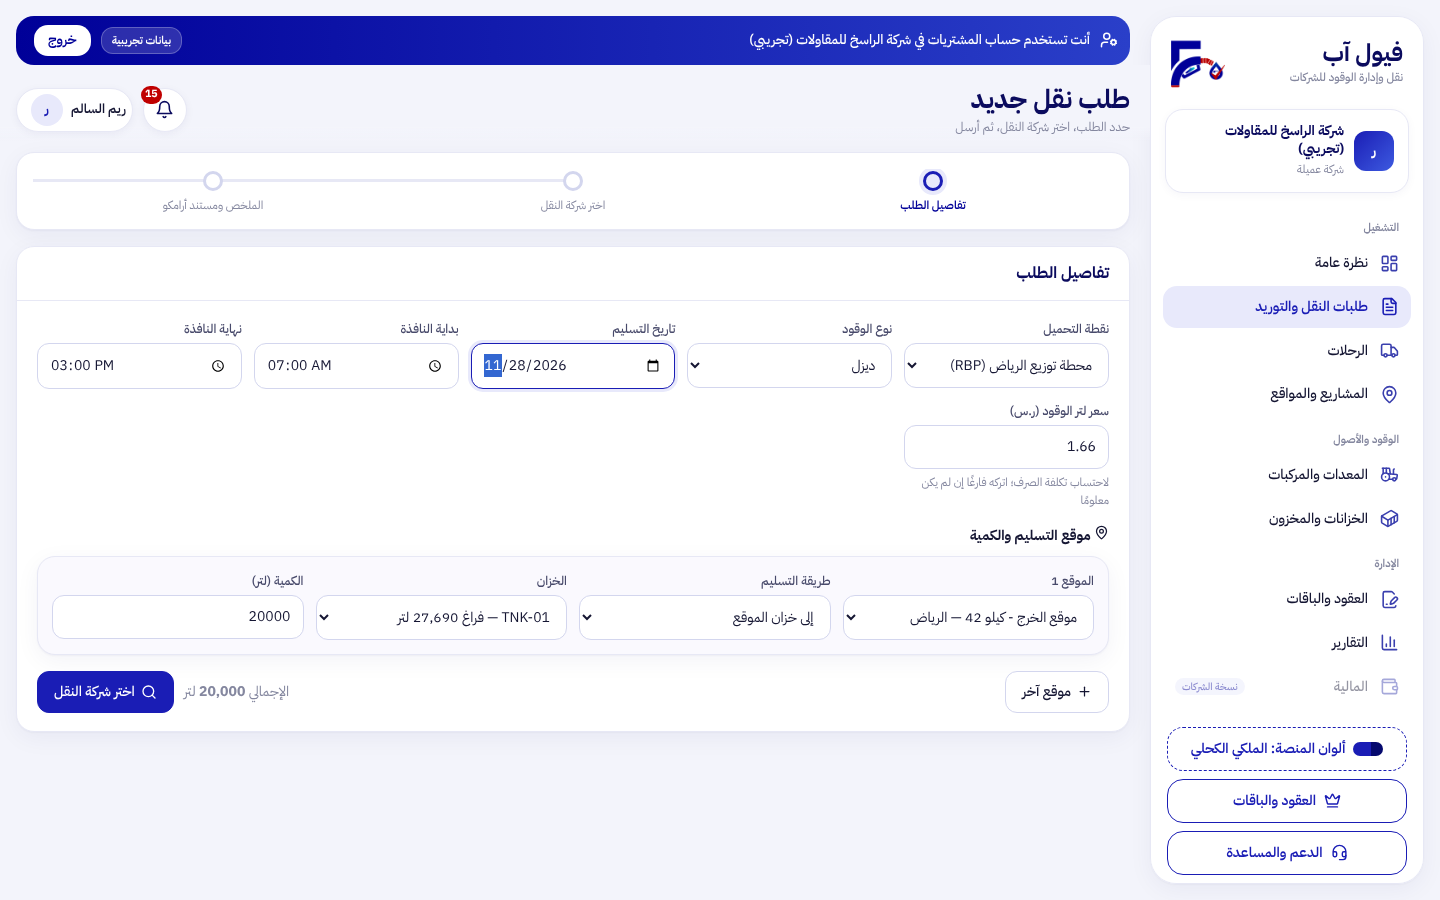 فيول آب
نقل وإدارة الوقود للشركات
شركة الراسخ للمقاولات (تجريبي)
شركة عميلة
ر
التشغيل
نظرة عامة
طلبات النقل والتوريد
الرحلات
المشاريع والمواقع
الوقود والأصول
المعدات والمركبات
الخزانات والمخزون
الإدارة
العقود والباقات
التقارير
المالية
نسخة الشركات
ألوان المنصة: الملكي الكحلي
العقود والباقات
الدعم والمساعدة
أنت تستخدم حساب المشتريات في شركة الراسخ للمقاولات (تجريبي)
بيانات تجريبية
خروج
طلب نقل جديد
حدد الطلب، اختر شركة النقل، ثم أرسل
15
ريم السالم
ر
تفاصيل الطلب
اختر شركة النقل
الملخص ومستند أرامكو
تفاصيل الطلب
نقطة التحميل
محطة توزيع الرياض (RBP)
نوع الوقود
ديزل
تاريخ التسليم
11/28/2026
بداية النافذة
07:00 AM
نهاية النافذة
03:00 PM
سعر لتر الوقود (ر.س)
1.66
لاحتساب تكلفة الصرف؛ اتركه فارغًا إن لم يكن معلومًا
موقع التسليم والكمية
الموقع 1
موقع الخرج - كيلو 42 — الرياض
طريقة التسليم
إلى خزان الموقع
الخزان
TNK-01 — فراغ 27,690 لتر
الكمية (لتر)
20000
موقع آخر
الإجمالي 20,000 لتر
اختر شركة النقل